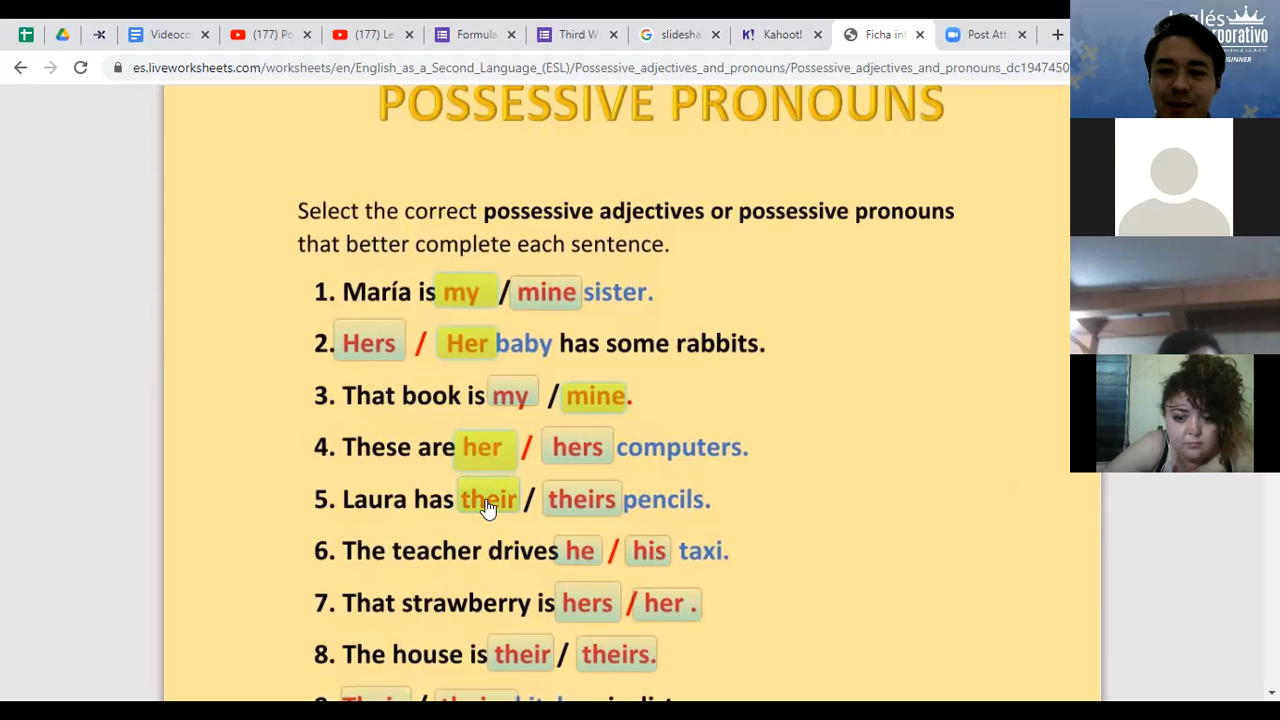 Videoco
(177) Po
(177) Le
Formula
Third W
slidesha
Kahoot!
Ficha int
Post Att
es.liveworksheets.com/worksheets/en/English_as_a_Second_Language_(ESL)/Possessive_adjectives_and_pronouns/Possessive_adjectives_and_pronouns_dc1947450
POSSESSIVE PRONOUNS
Select the correct possessive adjectives or possessive pronouns
that better complete each sentence.
1. María is my / mine sister.
2. Hers / Her baby has some rabbits.
3. That book is my / mine.
4. These are her / hers computers.
5. Laura has their / theirs pencils.
6. The teacher drives he / his taxi.
7. That strawberry is hers / her .
8. The house is their / theirs.
Inglés